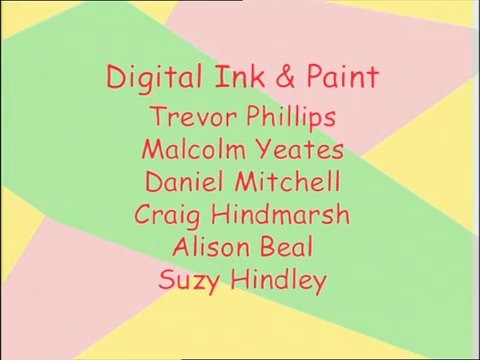 Digital Ink & Paint
Trevor Phillips
Malcolm Yeates
Daniel Mitchell
Craig Hindmarsh
Alison Beal
Suzy Hindley